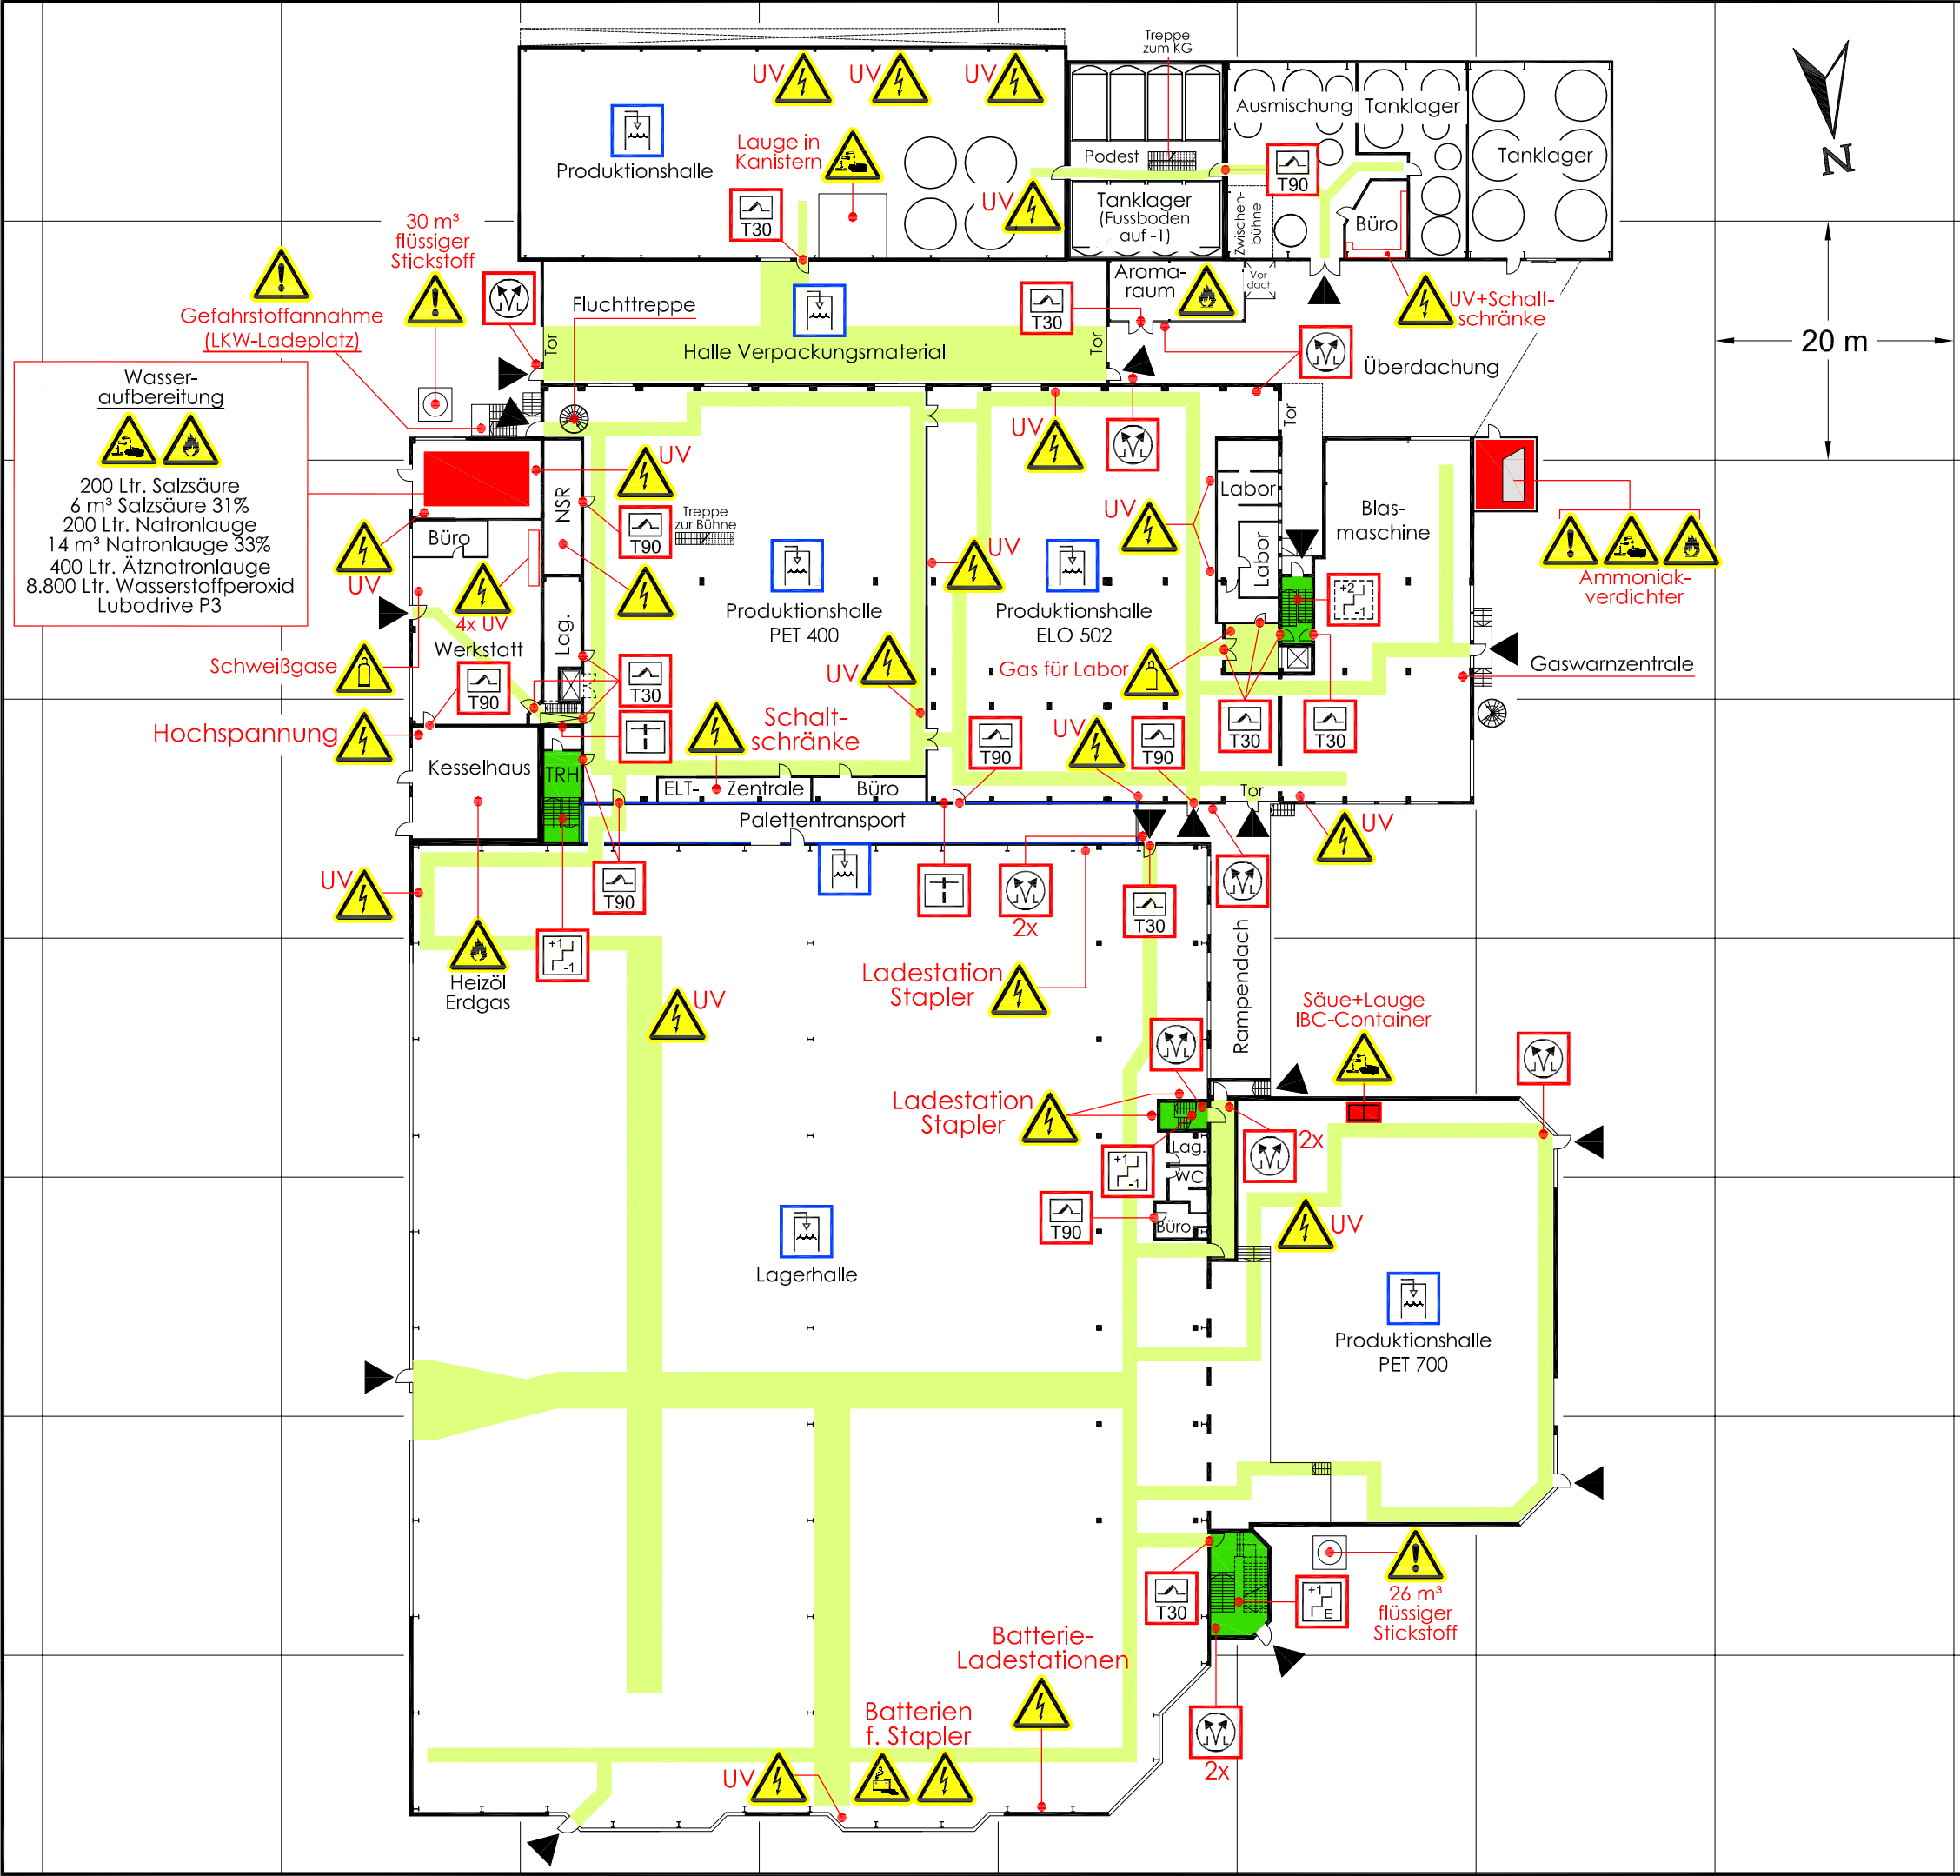 Treppe
zum KG
UV
UV
UV
Ausmischung
Tanklager
Lauge in
Kanistern
Produktionshalle
Podest
Tanklager
T90
N
T30
UV
Tanklager
(Fussboden
auf -1)
Zwischen-
bühne
Büro
30 m³
flüssiger
Stickstoff
Gefahrstoffannahme
(LKW-Ladeplatz)
Fluchttreppe
Aroma-
raum
Vor-
dach
T30
UV+Schalt-
schränke
Tor
Halle Verpackungsmaterial
Tor
Überdachung
20 m
Wasser-
aufbereitung
200 Ltr. Salzsäure
6 m³ Salzsäure 31%
200 Ltr. Natronlauge
14 m³ Natronlauge 33%
400 Ltr. Ätznatronlauge
8.800 Ltr. Wasserstoffperoxid
Lubodrive P3
Tor
UV
UV
NSR
Treppe
zur Bühne
T90
UV
Labor
Labor
Blas-
maschine
Büro
UV
UV
4x UV
Produktionshalle
PET 400
Produktionshalle
ELO 502
+2
-1
Ammoniak-
verdichter
Lag.
Werkstatt
Schweißgase
T90
T30
UV
Gas für Labor
Gaswarnzentrale
Hochspannung
Schalt-
schränke
T90
UV
T90
T30
T30
Kesselhaus
TRH
ELT-
Zentrale
Büro
Tor
Palettentransport
UV
UV
T90
2x
T30
Heizöl
Erdgas
+1
-1
UV
Ladestation
Stapler
Rampendach
Säue+Lauge
IBC-Container
Ladestation
Stapler
2x
+1
-1
Lag.
WC
T90
Büro
UV
Lagerhalle
Produktionshalle
PET 700
T30
+1
E
26 m³
flüssiger
Stickstoff
Batterie-
Ladestationen
Batterien
f. Stapler
UV
2x